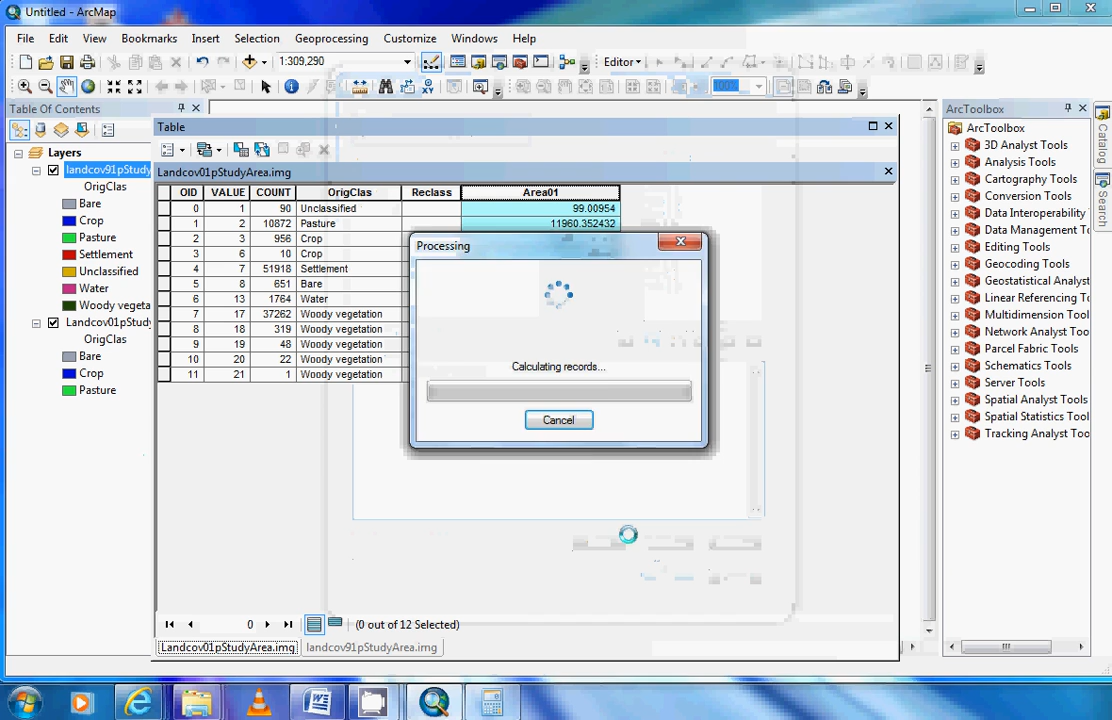 Untitled - ArcMap
File Edit View Bookmarks Insert Selection Geoprocessing Customize Windows Help
1:309,290
Editor
100%
Table Of Contents
Layers
landcov91pStudy
OrigClas
Bare
Crop
Pasture
Settlement
Unclassified
Water
Woody vegeta
Landcov01pStudy
OrigClas
Bare
Crop
Pasture
Table
Landcov01pStudyArea.img
OID VALUE COUNT OrigClas Reclass Area01
0 1 90 Unclassified 99.00954
1 2 10872 Pasture 11960.352432
2 3 956 Crop
3 6 10 Crop
4 7 51918 Settlement
5 8 651 Bare
6 13 1764 Water
7 17 37262 Woody vegetation
8 18 319 Woody vegetation
9 19 48 Woody vegetation
10 20 22 Woody vegetation
11 21 1 Woody vegetation
Processing
Calculating records...
Cancel
0 (0 out of 12 Selected)
Landcov01pStudyArea.img landcov91pStudyArea.img
ArcToolbox
ArcToolbox
3D Analyst Tools
Analysis Tools
Cartography Tools
Conversion Tools
Data Interoperability
Data Management To
Editing Tools
Geocoding Tools
Geostatistical Analyst
Linear Referencing To
Multidimension Tools
Network Analyst Tool
Parcel Fabric Tools
Schematics Tools
Server Tools
Spatial Analyst Tools
Spatial Statistics Tool
Tracking Analyst Too
Catalog
Search